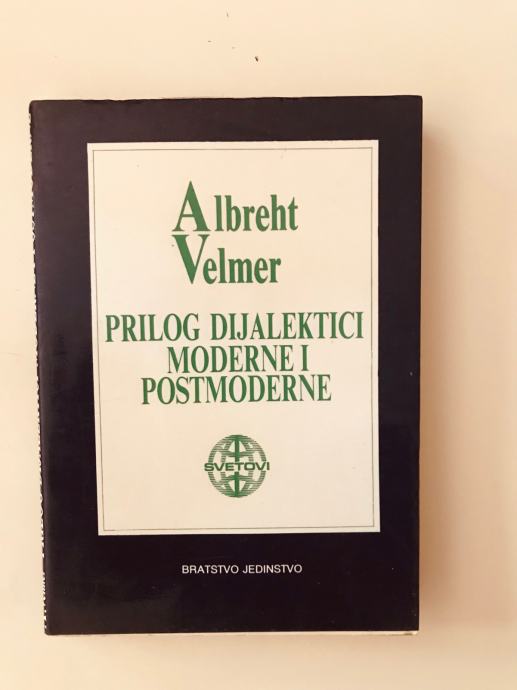 Albreht
Velmer
PRILOG DIJALEKTICI
MODERNE I
POSTMODERNE
SVETOVI
BRATSTVO JEDINSTVO